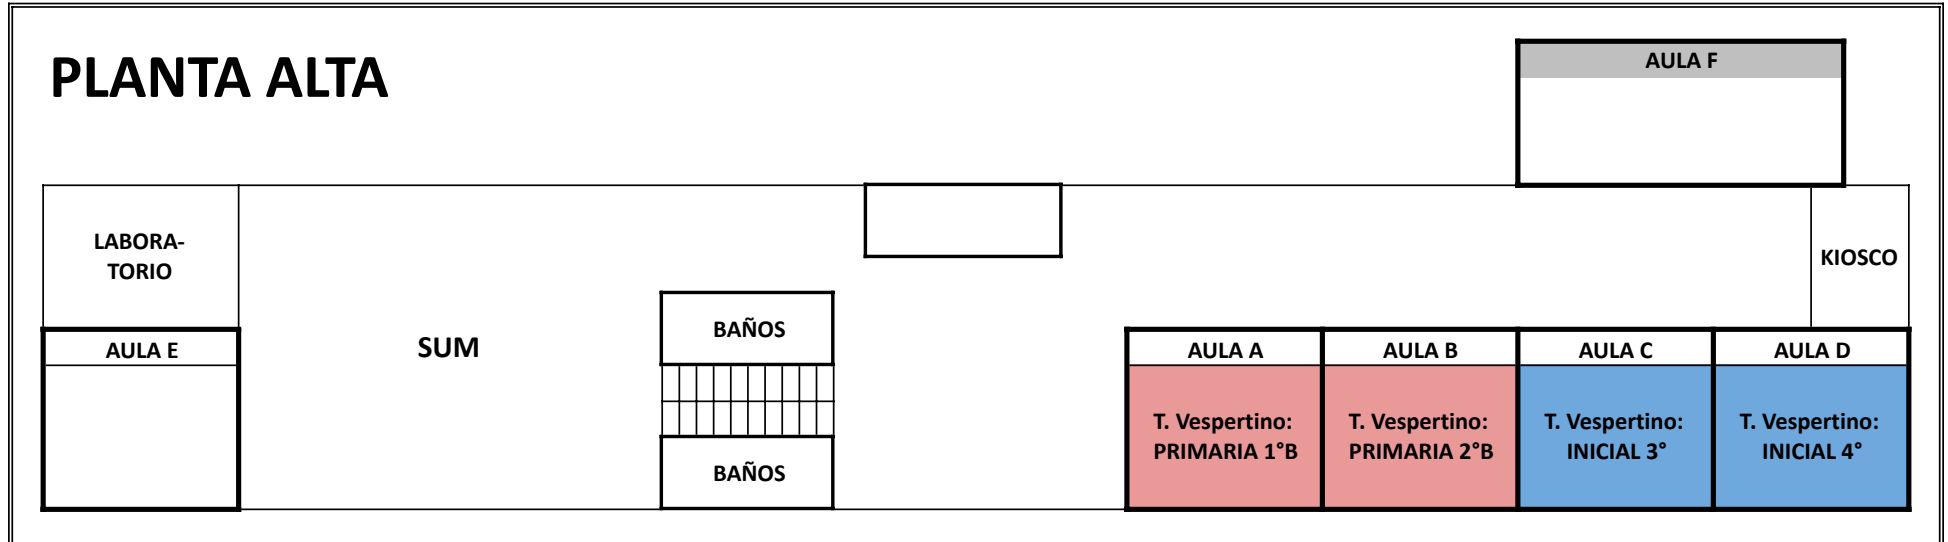 PLANTA ALTA
AULA F
LABORA-
TORIO
KIOSCO
BAÑOS
SUM
AULA E
AULA A
AULA B
AULA C
AULA D
T. Vespertino:
PRIMARIA 1°B
T. Vespertino:
PRIMARIA 2°B
T. Vespertino:
INICIAL 3°
T. Vespertino:
INICIAL 4°
BAÑOS